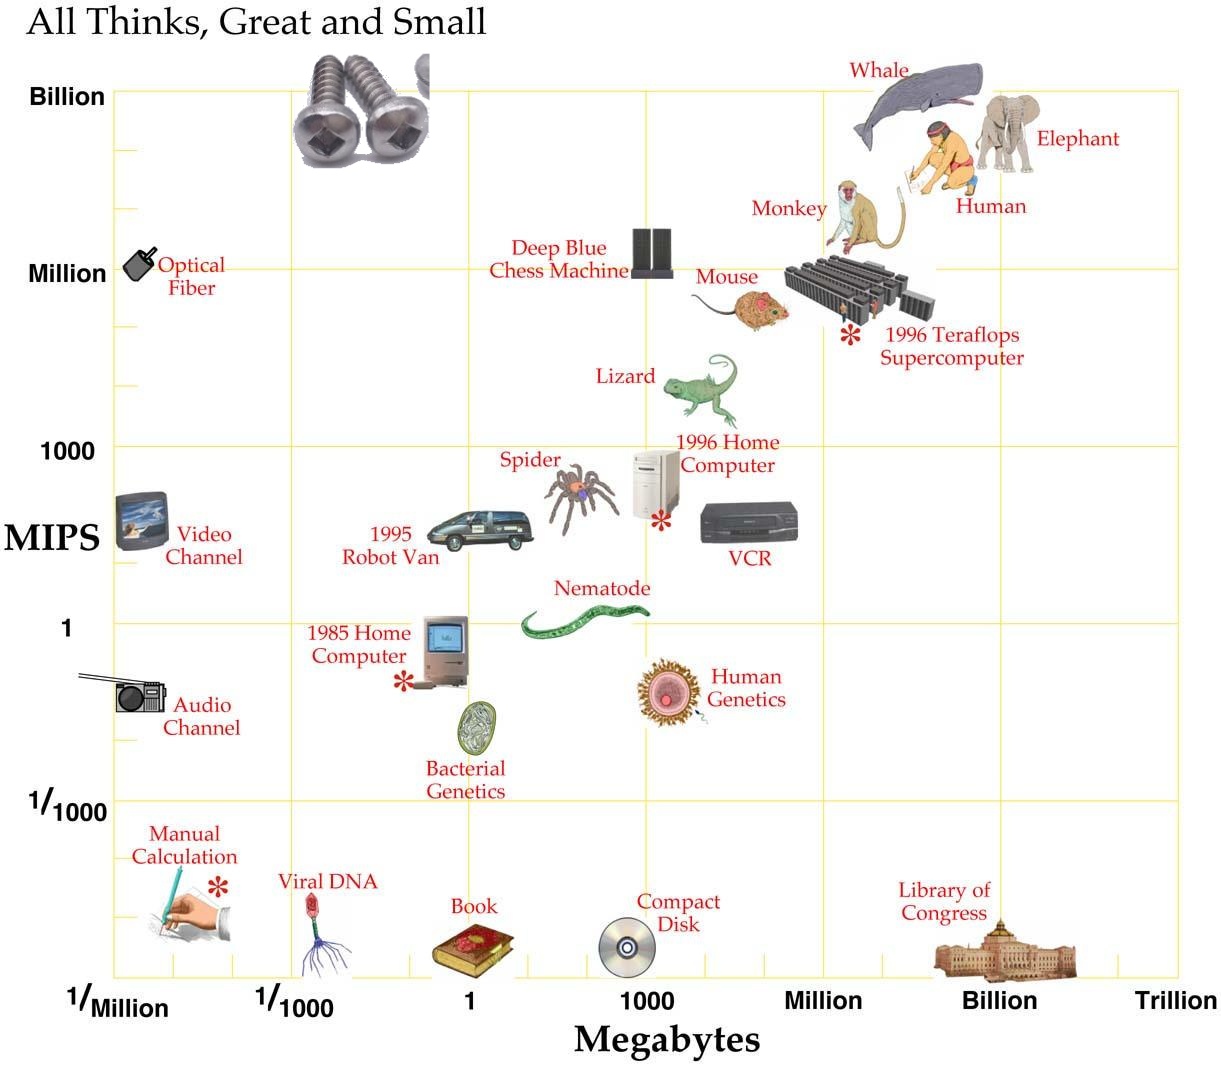 All Thinks, Great and Small
Billion
Whale
Elephant
Monkey
Human
Million
Optical
Fiber
Deep Blue
Chess Machine
Mouse
1996 Teraflops
Supercomputer
Lizard
1000
1996 Home
Computer
Spider
MIPS
Video
Channel
1995
Robot Van
VCR
Nematode
1
1985 Home
Computer
*
Human
Genetics
Audio
Channel
Bacterial
Genetics
1/1000
Manual
Calculation
*
Viral DNA
Book
Compact
Disk
Library of
Congress
1/Million
1/1000
1
1000
Million
Billion
Trillion
Megabytes